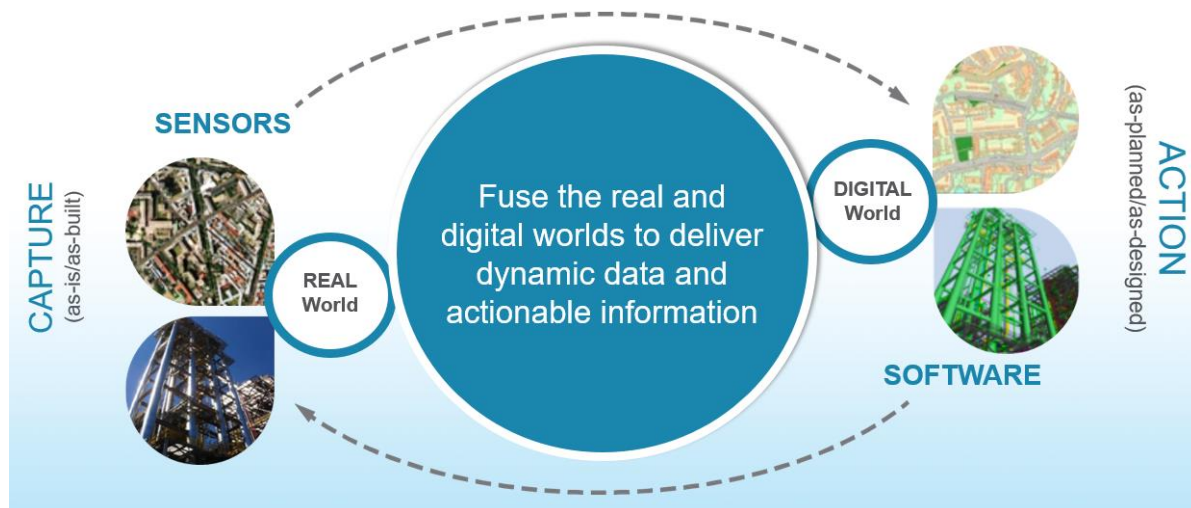 SENSORS
CAPTURE
(as-is/as-built)
REAL
World
Fuse the real and
digital worlds to deliver
dynamic data and
actionable information
DIGITAL
World
SOFTWARE
ACTION
(as-planned/as-designed)